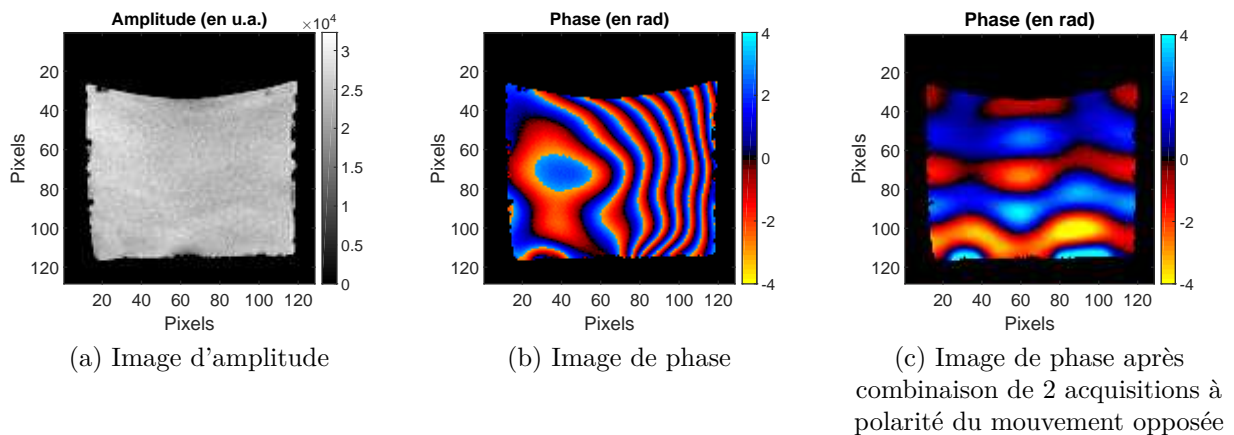 Amplitude (en u.a.)
×10⁴
20
40
60
80
100
120
Pixels
20 40 60 80 100 120
Pixels
3
2.5
2
1.5
1
0.5
0
(a) Image d'amplitude
Phase (en rad)
20
40
60
80
100
120
Pixels
20 40 60 80 100 120
Pixels
4
2
0
-2
-4
(b) Image de phase
Phase (en rad)
20
40
60
80
100
120
Pixels
20 40 60 80 100 120
Pixels
4
2
0
-2
-4
(c) Image de phase après
combinaison de 2 acquisitions à
polarité du mouvement opposée